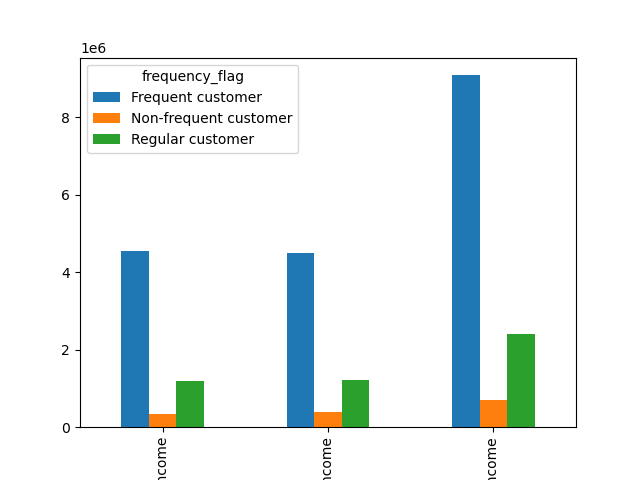 1e6
frequency_flag
Frequent customer
Non-frequent customer
Regular customer
8
6
4
2
0
ncome
ncome
ncome